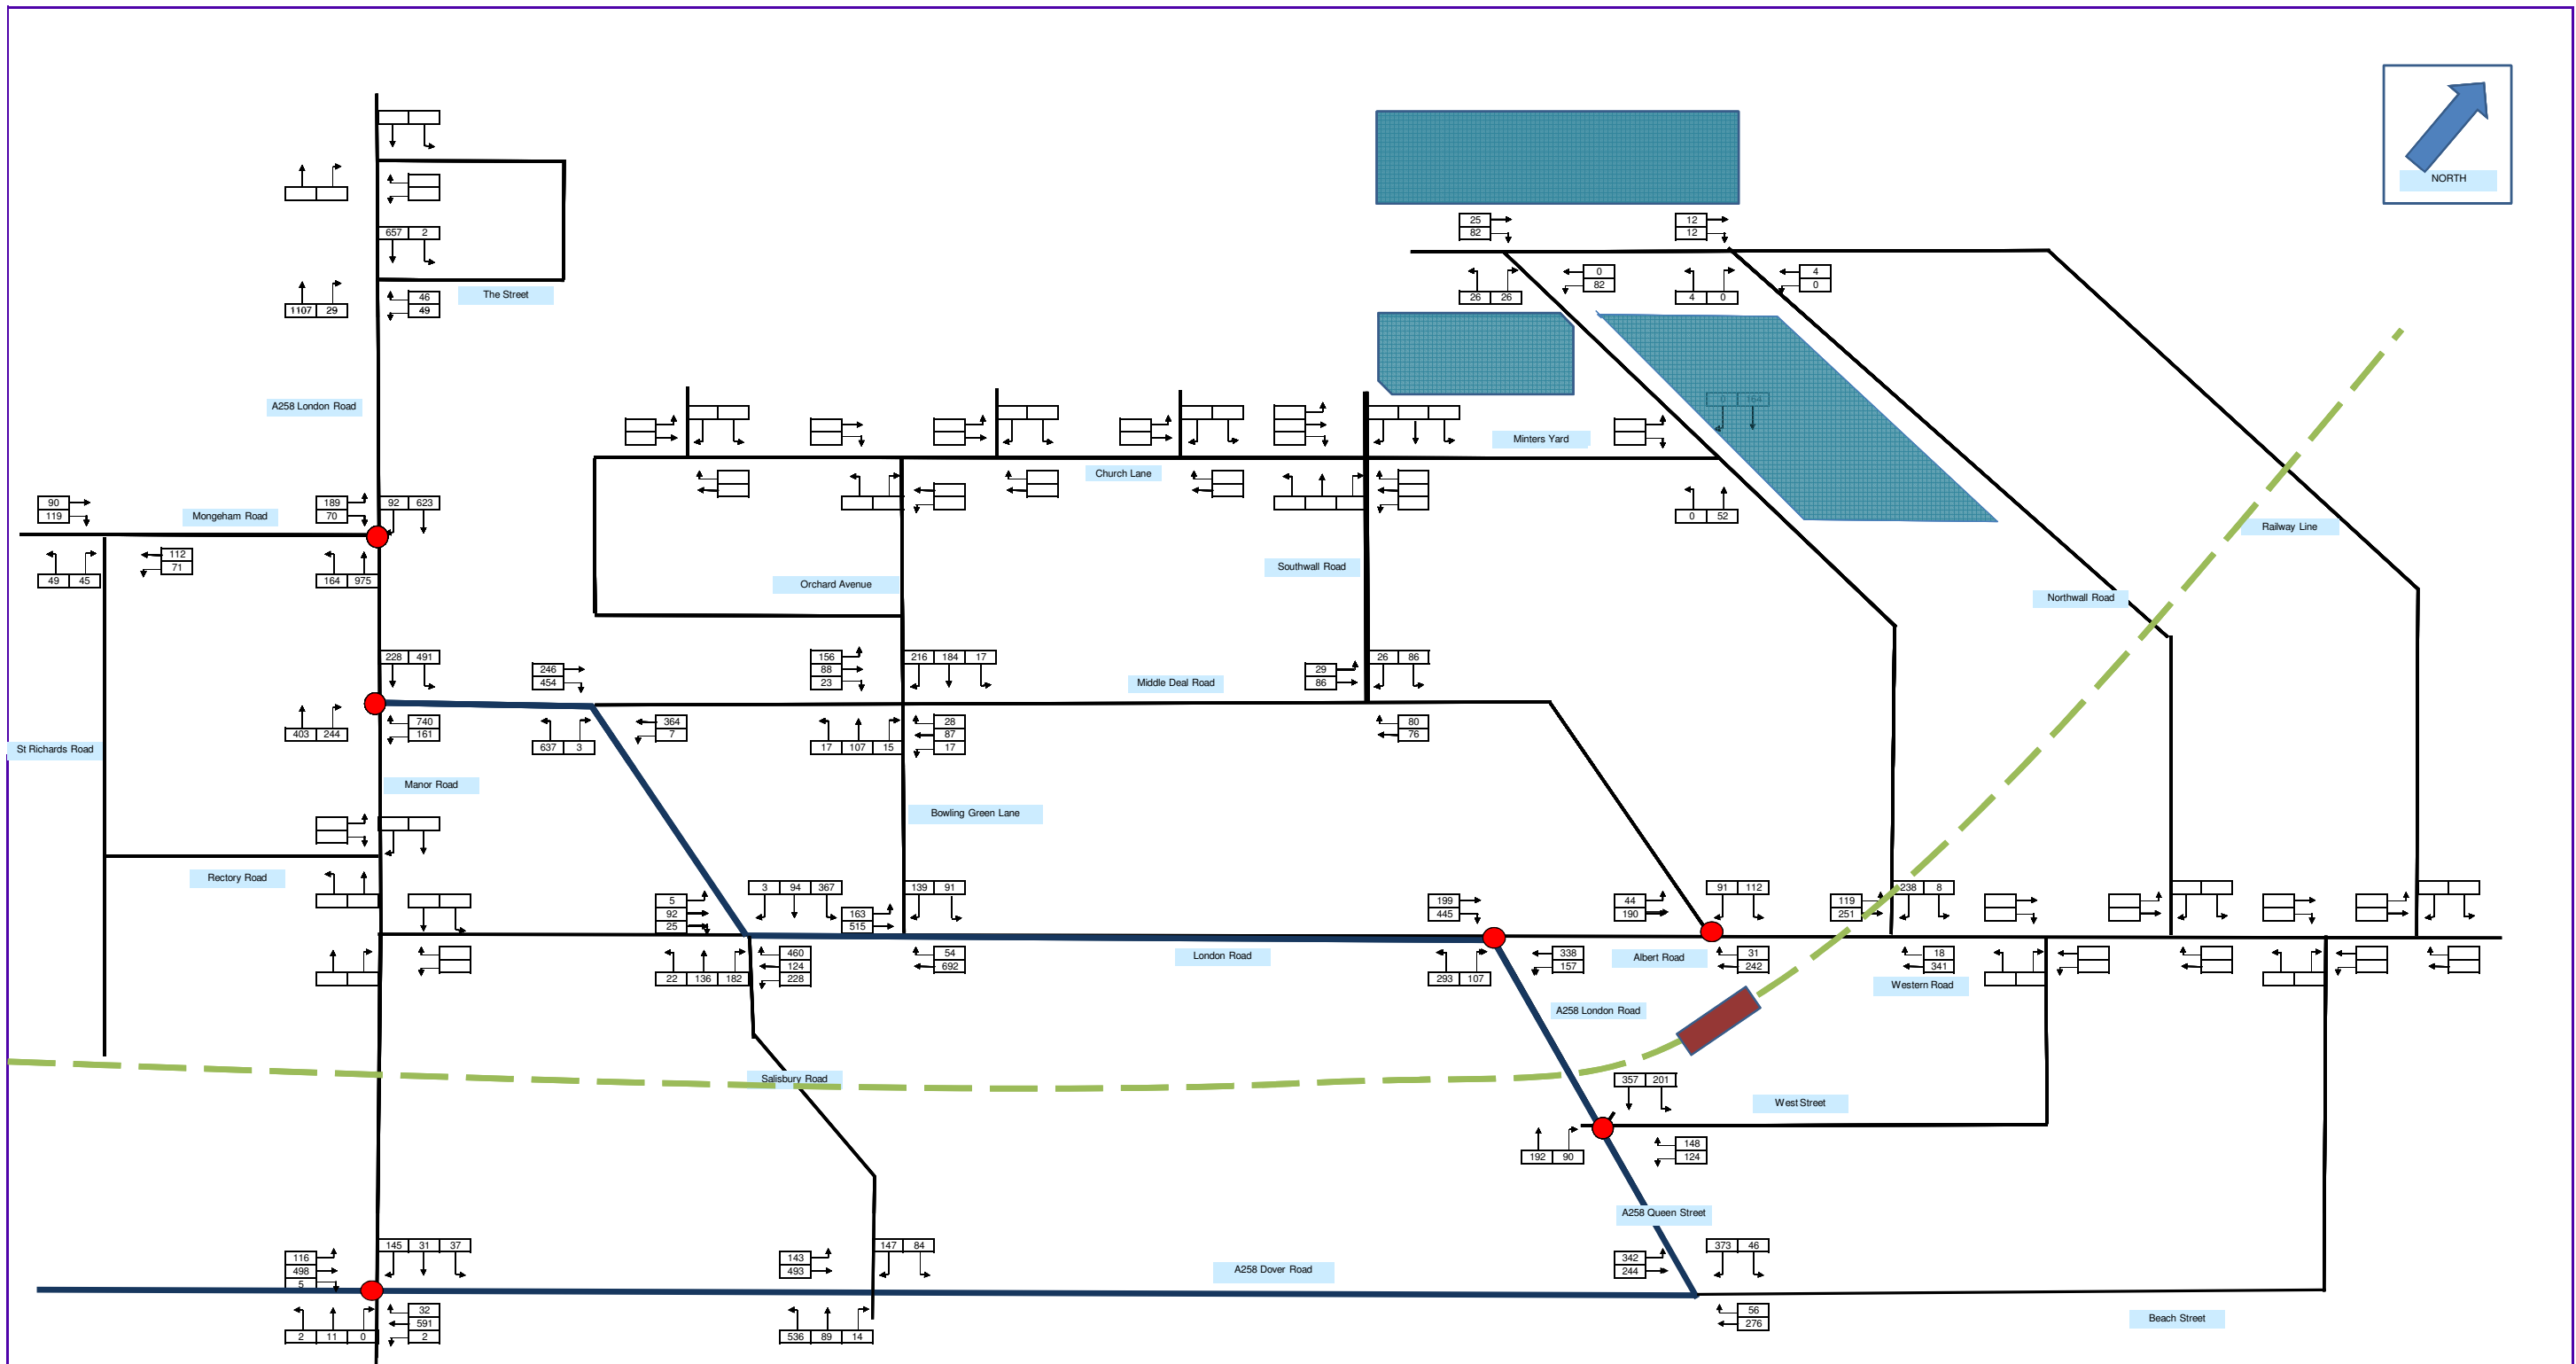 NORTH
25
82
12
12
657 2
0
82
4
0
26 26
4 0
The Street
46
49
1107 29
A258 London Road
0 164
Minters Yard
Church Lane
90
119
189
70
92 623
Mongeham Road
0 52
Railway Line
112
71
49 45
164 975
Southwall Road
Orchard Avenue
Northwall Road
228 491
246
454
156
88
23
216 184 17
29
86
26 86
Middle Deal Road
403 244
740
161
637 3
364
7
17 107 15
28
87
17
80
76
St Richards Road
Manor Road
Bowling Green Lane
Rectory Road
5
92
25
3 94 367
163
515
139 91
199
445
44
190
91 112
119
251
238 8
22 136 182
460
124
228
54
692
London Road
293 107
338
157
Albert Road
31
242
18
341
Western Road
A258 London Road
Salisbury Road
357 201
West Street
192 90
148
124
A258 Queen Street
116
498
5
145 31 37
143
493
147 84
A258 Dover Road
342
244
373 46
2 11 0
32
591
2
536 89 14
56
276
Beach Street